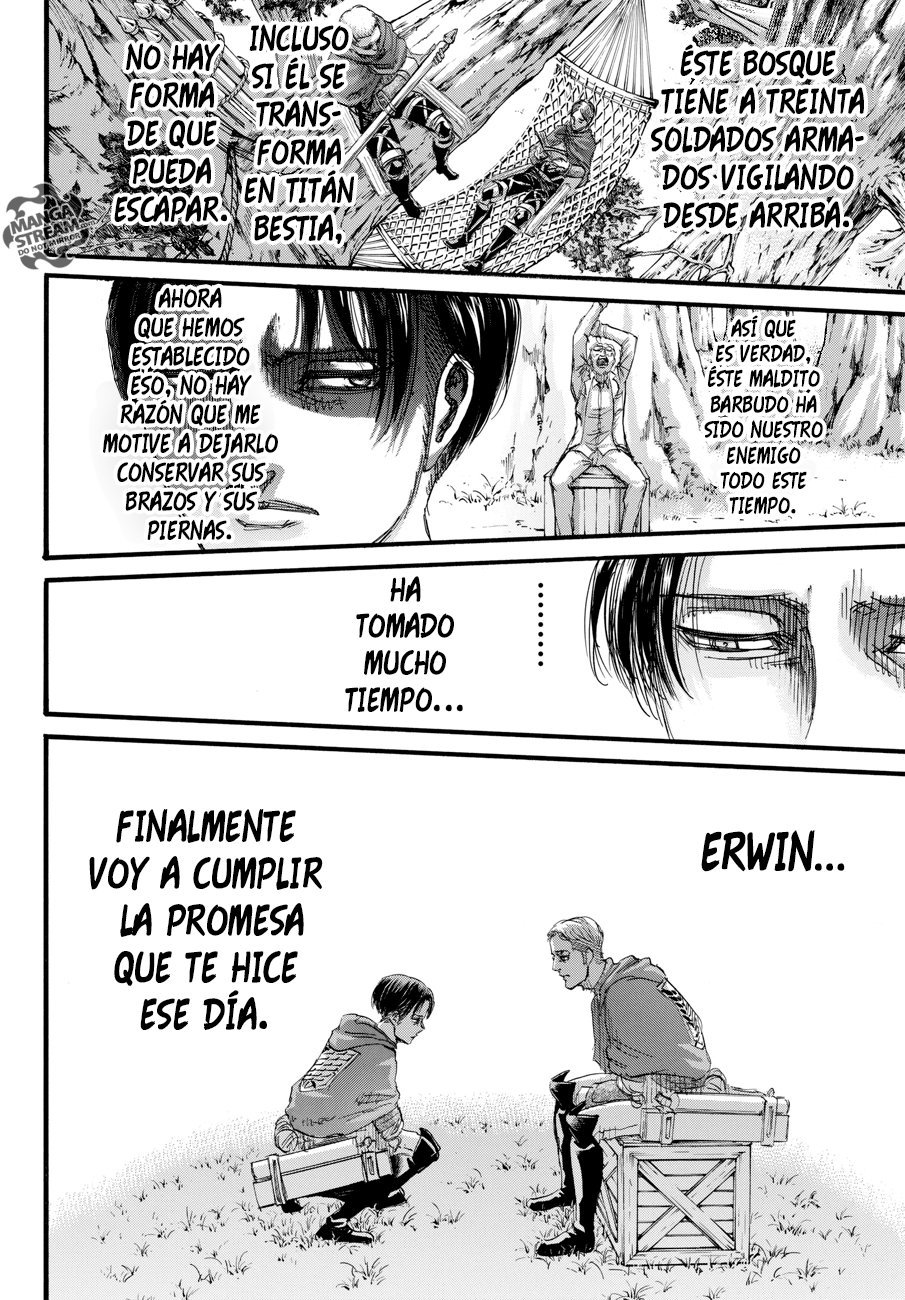 ÉSTE BOSQUE
TIENE A TREINTA
SOLDADOS ARMA-
DOS VIGILANDO
DESDE ARRIBA.
INCLUSO
SI ÉL SE
TRANS-
FORMA
EN TITÁN
BESTIA,
NO HAY
FORMA
DE QUE
PUEDA
ESCAPAR.
MANGA
STREAM
ASÍ QUE
ES VERDAD,
ÉSTE MALDITO
BARBUDO HA
SIDO NUESTRO
ENEMIGO
TODO ESTE
TIEMPO.
AHORA
QUE HEMOS
ESTABLECIDO
ESO, NO HAY
RAZÓN QUE ME
MOTIVE A DEJARLO
CONSERVAR SUS
BRAZOS Y SUS
PIERNAS.
......
HA
TOMADO
MUCHO
TIEMPO...
ERWIN...
FINALMENTE
VOY A CUMPLIR
LA PROMESA
QUE TE HICE
ESE DÍA.